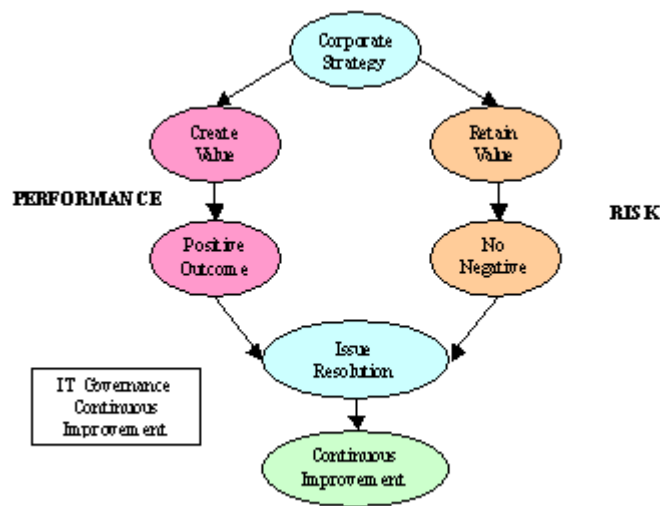 Corporate
Strategy
Create
Value
Retain
Value
PERFORMANCE
RISK
Positive
Outcome
No
Negative
Issue
Resolution
IT Governance
Continuous
Improvement
Continuous
Improvement